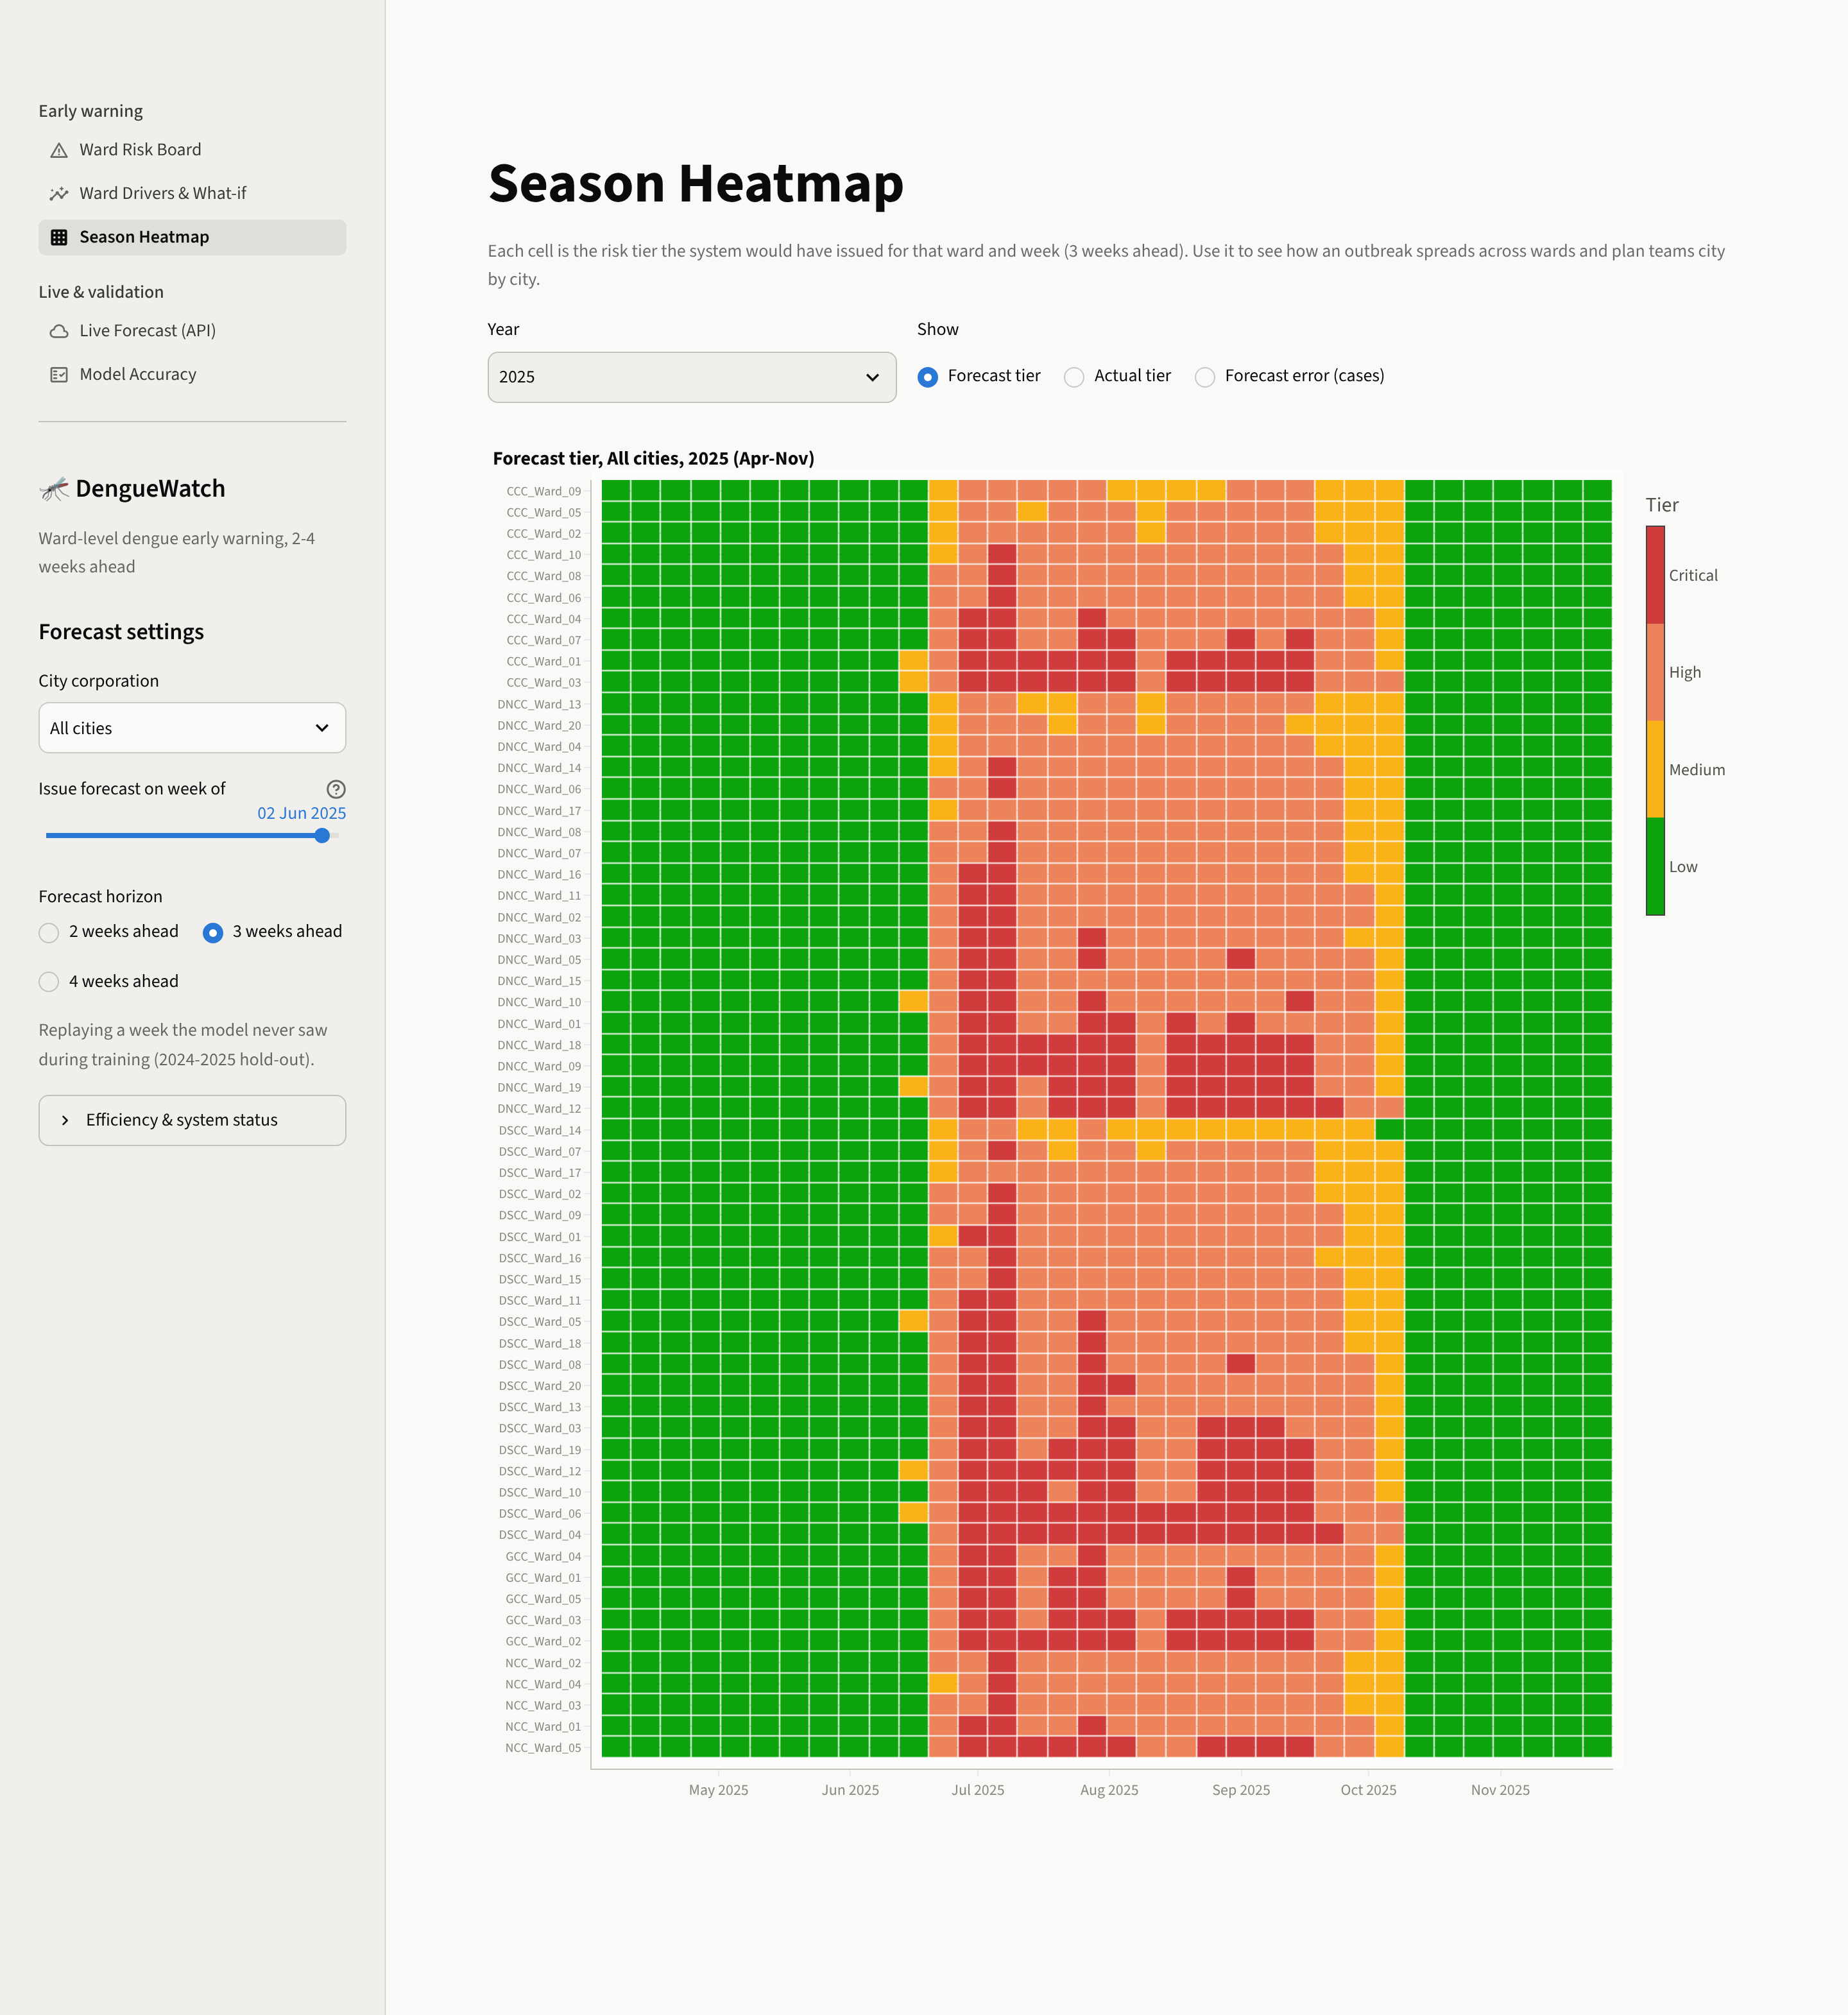 Early warning
Ward Risk Board
Ward Drivers & What-if
Season Heatmap
Live & validation
Live Forecast (API)
Model Accuracy
DengueWatch
Ward-level dengue early warning, 2-4
weeks ahead
Forecast settings
City corporation
All cities
Issue forecast on week of
02 Jun 2025
Forecast horizon
2 weeks ahead
3 weeks ahead
4 weeks ahead
Replaying a week the model never saw
during training (2024-2025 hold-out).
Efficiency & system status
Season Heatmap
Each cell is the risk tier the system would have issued for that ward and week (3 weeks ahead). Use it to see how an outbreak spreads across wards and plan teams city
by city.
Year
2025
Show
Forecast tier
Actual tier
Forecast error (cases)
Forecast tier, All cities, 2025 (Apr-Nov)
CCC_Ward_09
CCC_Ward_05
CCC_Ward_02
CCC_Ward_10
CCC_Ward_08
CCC_Ward_06
CCC_Ward_04
CCC_Ward_07
CCC_Ward_01
CCC_Ward_03
DNCC_Ward_13
DNCC_Ward_20
DNCC_Ward_04
DNCC_Ward_14
DNCC_Ward_06
DNCC_Ward_17
DNCC_Ward_08
DNCC_Ward_07
DNCC_Ward_16
DNCC_Ward_11
DNCC_Ward_02
DNCC_Ward_03
DNCC_Ward_05
DNCC_Ward_15
DNCC_Ward_10
DNCC_Ward_01
DNCC_Ward_18
DNCC_Ward_09
DNCC_Ward_19
DNCC_Ward_12
DSCC_Ward_14
DSCC_Ward_07
DSCC_Ward_17
DSCC_Ward_02
DSCC_Ward_09
DSCC_Ward_01
DSCC_Ward_16
DSCC_Ward_15
DSCC_Ward_11
DSCC_Ward_05
DSCC_Ward_18
DSCC_Ward_08
DSCC_Ward_20
DSCC_Ward_13
DSCC_Ward_03
DSCC_Ward_19
DSCC_Ward_12
DSCC_Ward_10
DSCC_Ward_06
DSCC_Ward_04
GCC_Ward_04
GCC_Ward_01
GCC_Ward_05
GCC_Ward_03
GCC_Ward_02
NCC_Ward_02
NCC_Ward_04
NCC_Ward_03
NCC_Ward_01
NCC_Ward_05
May 2025
Jun 2025
Jul 2025
Aug 2025
Sep 2025
Oct 2025
Nov 2025
Tier
Critical
High
Medium
Low